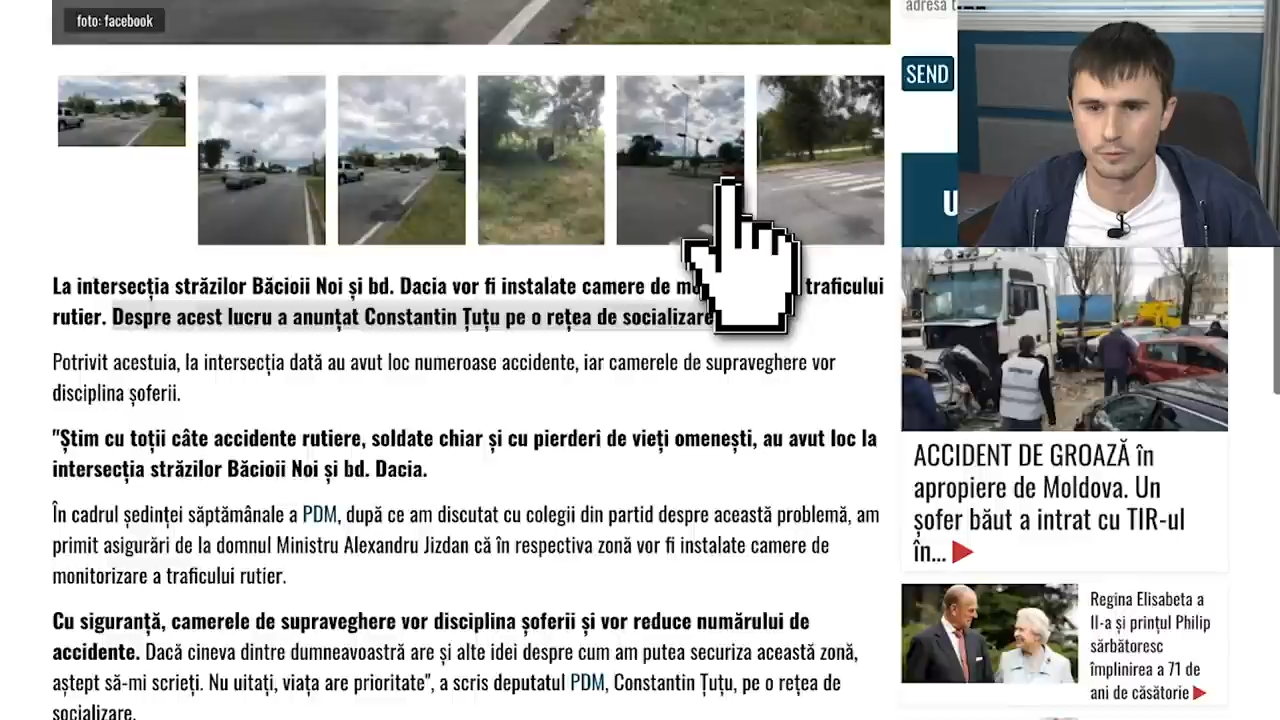 foto: facebook
adresa
SEND
U
La intersecția străzilor Băcioii Noi și bd. Dacia vor fi instalate camere de traficului
rutier. Despre acest lucru a anunțat Constantin Țuțu pe o rețea de socializare
Potrivit acestuia, la intersecția dată au avut loc numeroase accidente, iar camerele de supraveghere vor
disciplina șoferii.
"Știm cu toții câte accidente rutiere, soldate chiar și cu pierderi de vieți omenești, au avut loc la
intersecția străzilor Băcioii Noi și bd. Dacia.
În cadrul ședinței săptămânale a PDM, după ce am discutat cu colegii din partid despre această problemă, am
primit asigurări de la domnul Ministru Alexandru Jizdan că în respectiva zonă vor fi instalate camere de
monitorizare a traficului rutier.
Cu siguranță, camerele de supraveghere vor disciplina șoferii și vor reduce numărului de
accidente. Dacă cineva dintre dumneavoastră are și alte idei despre cum am putea securiza această zonă,
aștept să-mi scrieți. Nu uitați, viața are prioritate", a scris deputatul PDM, Constantin Țuțu, pe o rețea de
socializare.
ACCIDENT DE GROAZĂ în
apropiere de Moldova. Un
șofer băut a intrat cu TIR-ul
în...
Regina Elisabeta a
II-a și prințul Philip
sărbătoresc
împlinirea a 71 de
ani de căsătorie